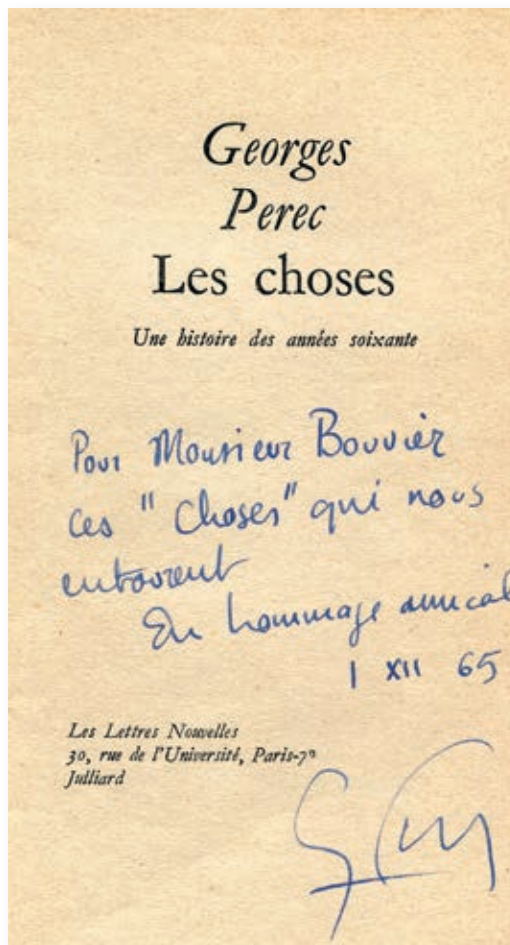 Georges
Perec
Les choses
Une histoire des années soixante
Pour Monsieur Bouvier
ces "Choses" qui nous
entourent
En hommage amical
1 XII 65
Les Lettres Nouvelles
30, rue de l'Université, Paris-7e
Julliard